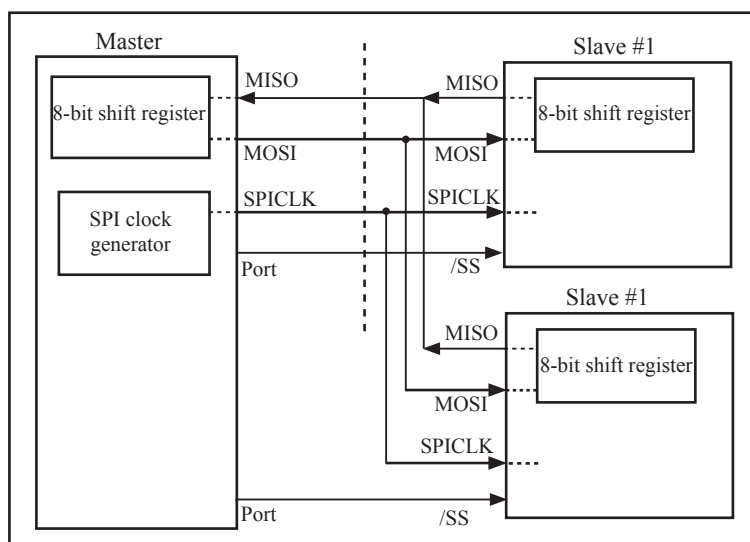 Master
Slave #1
8-bit shift register
MISO
MISO
8-bit shift register
MOSI
MOSI
SPI clock
generator
SPICLK
SPICLK
Port
/SS
Slave #1
MISO
8-bit shift register
MOSI
SPICLK
Port
/SS